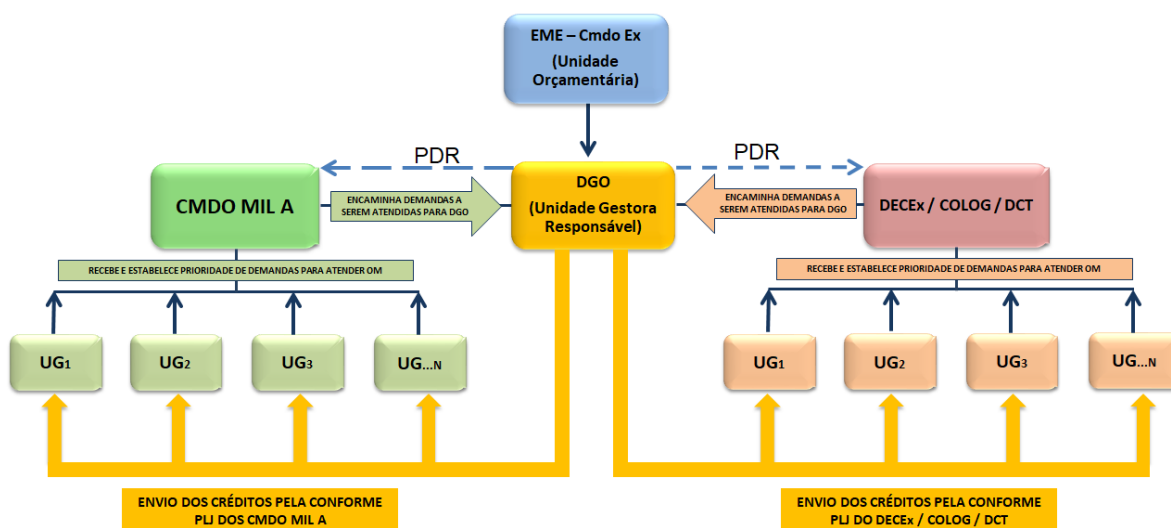 EME – Cmdo Ex
(Unidade
Orçamentária)
PDR
PDR
CMDO MIL A
ENCAMINHA DEMANDAS A
SEREM ATENDIDAS PARA DGO
DGO
(Unidade Gestora
Responsável)
ENCAMINHA DEMANDAS A
SEREM ATENDIDAS PARA DGO
DECEx / COLOG / DCT
RECEBE E ESTABELECE PRIORIDADE DE DEMANDAS PARA ATENDER OM
RECEBE E ESTABELECE PRIORIDADE DE DEMANDAS PARA ATENDER OM
UG1
UG2
UG3
UG...N
UG1
UG2
UG3
UG...N
ENVIO DOS CRÉDITOS PELA CONFORME
PLJ DOS CMDO MIL A
ENVIO DOS CRÉDITOS PELA CONFORME
PLJ DO DECEx / COLOG / DCT